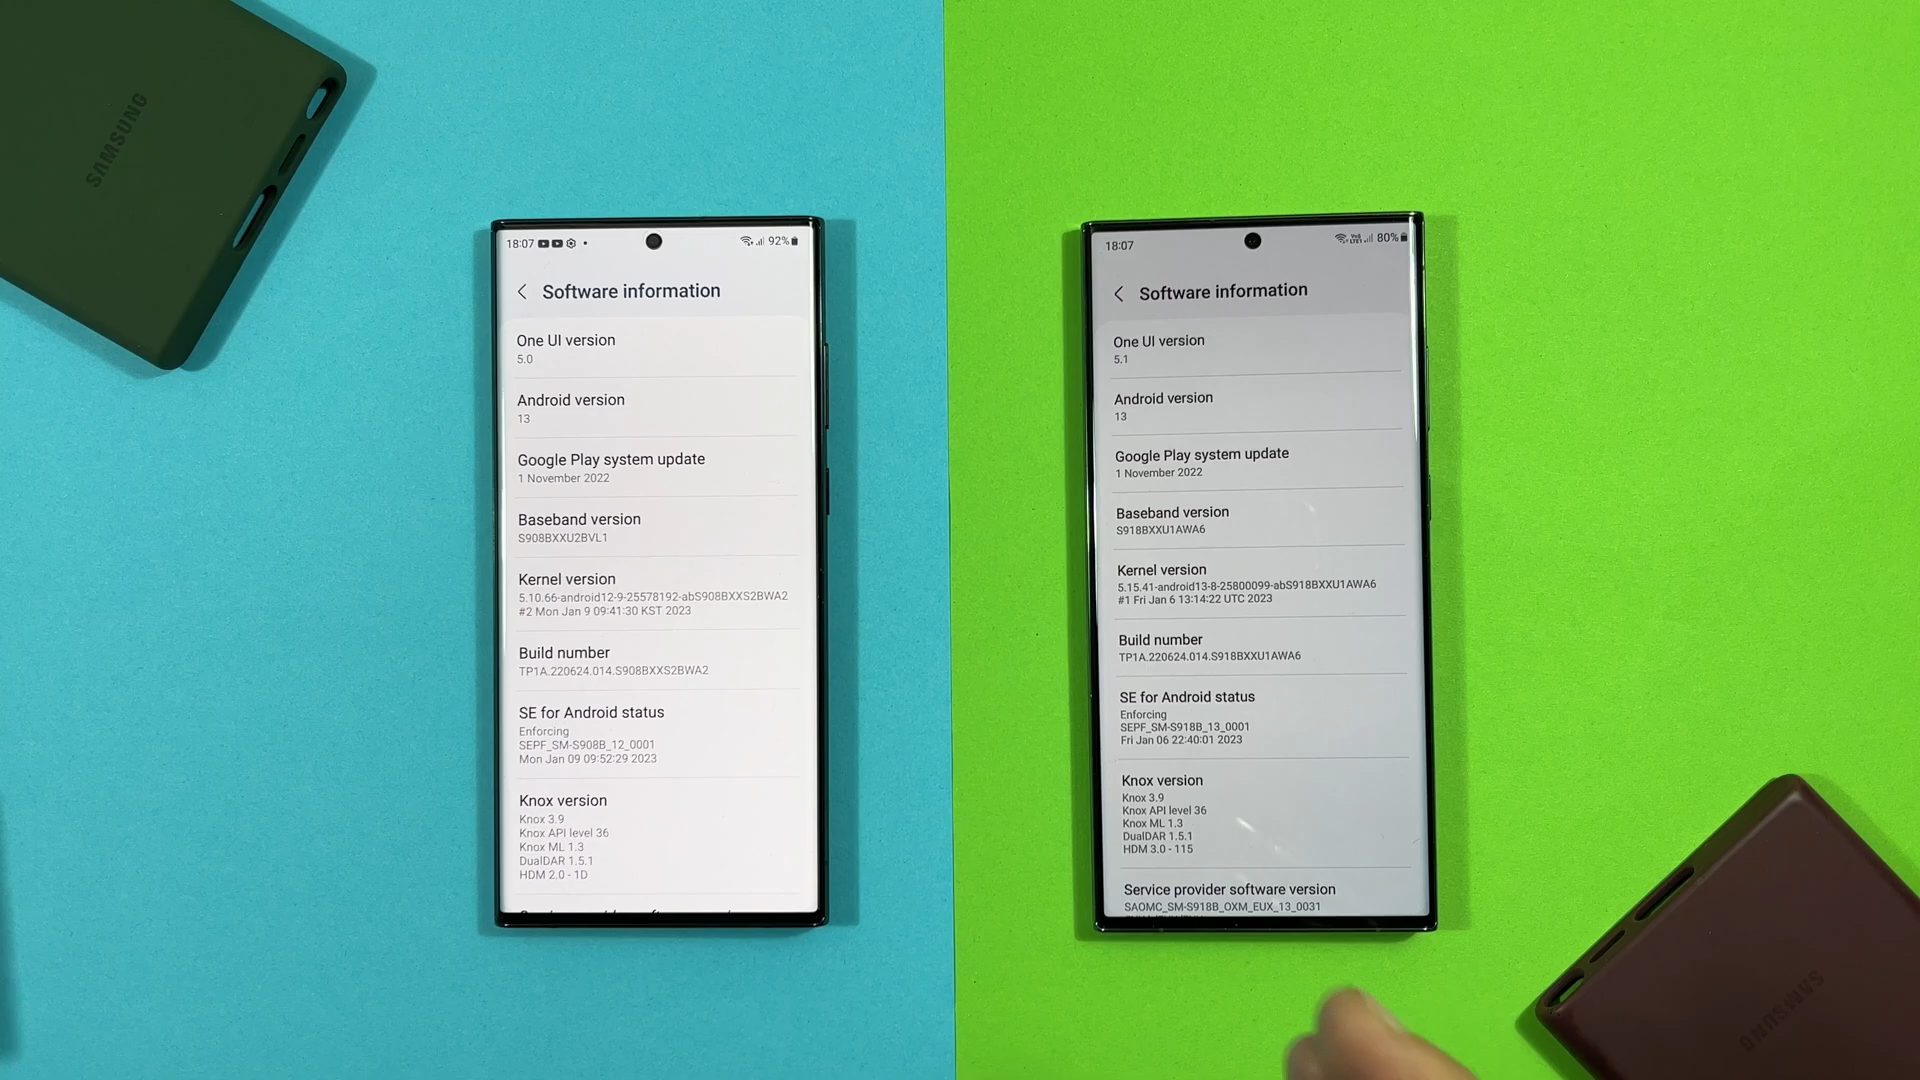 SAMSUNG
18:07
92%
Software information
One UI version
5.0
Android version
13
Google Play system update
1 November 2022
Baseband version
S908BXXU2BVL1
Kernel version
5.10.66-android12-9-25578192-abS908BXXS2BWA2
#2 Mon Jan 9 09:41:30 KST 2023
Build number
TP1A.220624.014.S908BXXS2BWA2
SE for Android status
Enforcing
SEPF_SM-S908B_12_0001
Mon Jan 09 09:52:29 2023
Knox version
Knox 3.9
Knox API level 36
Knox ML 1.3
DualDAR 1.5.1
HDM 2.0 - 1D
18:07
80%
Software information
One UI version
5.1
Android version
13
Google Play system update
1 November 2022
Baseband version
S918BXXU1AWA6
Kernel version
5.15.41-android13-8-25800099-abS918BXXU1AWA6
#1 Fri Jan 6 13:14:22 UTC 2023
Build number
TP1A.220624.014.S918BXXU1AWA6
SE for Android status
Enforcing
SEPF_SM-S918B_13_0001
Fri Jan 06 22:40:01 2023
Knox version
Knox 3.9
Knox API level 36
Knox ML 1.3
DualDAR 1.5.1
HDM 3.0 - 115
Service provider software version
SAOMC_SM-S918B_OXM_EUX_13_0031
SAMSUNG